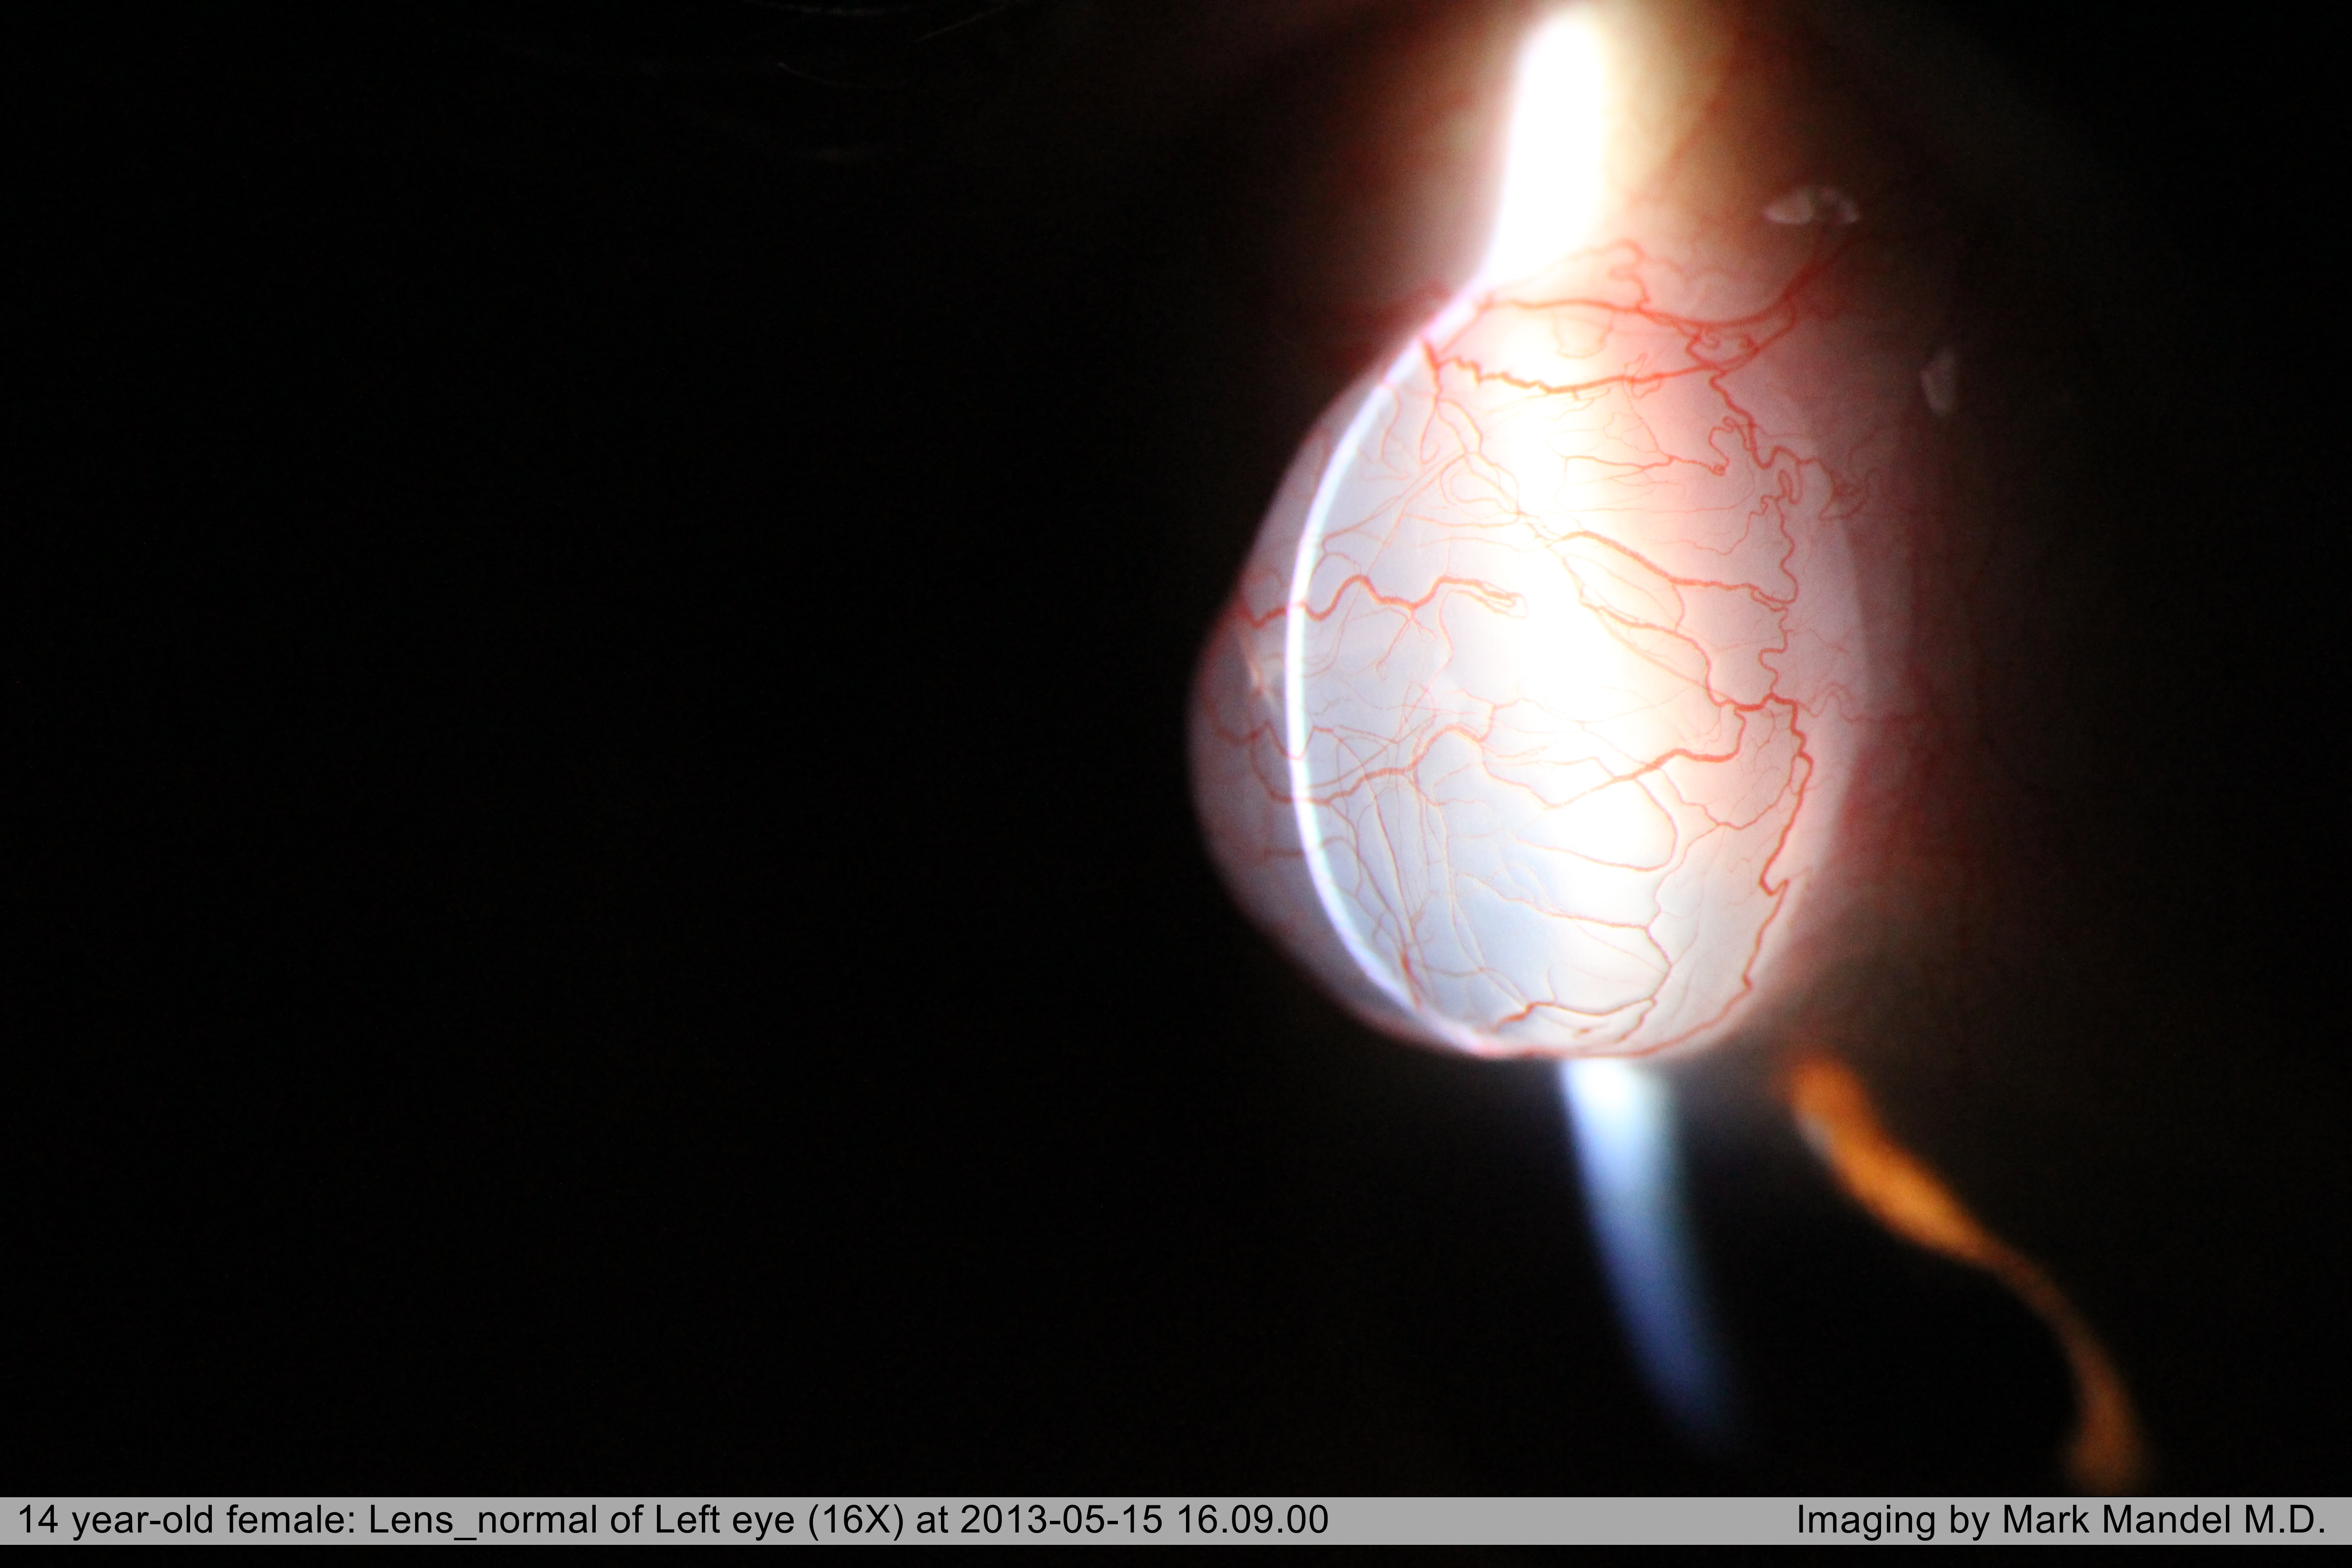 14 year-old female: Lens_normal of Left eye (16X) at 2013-05-15 16.09.00
Imaging by Mark Mandel M.D.